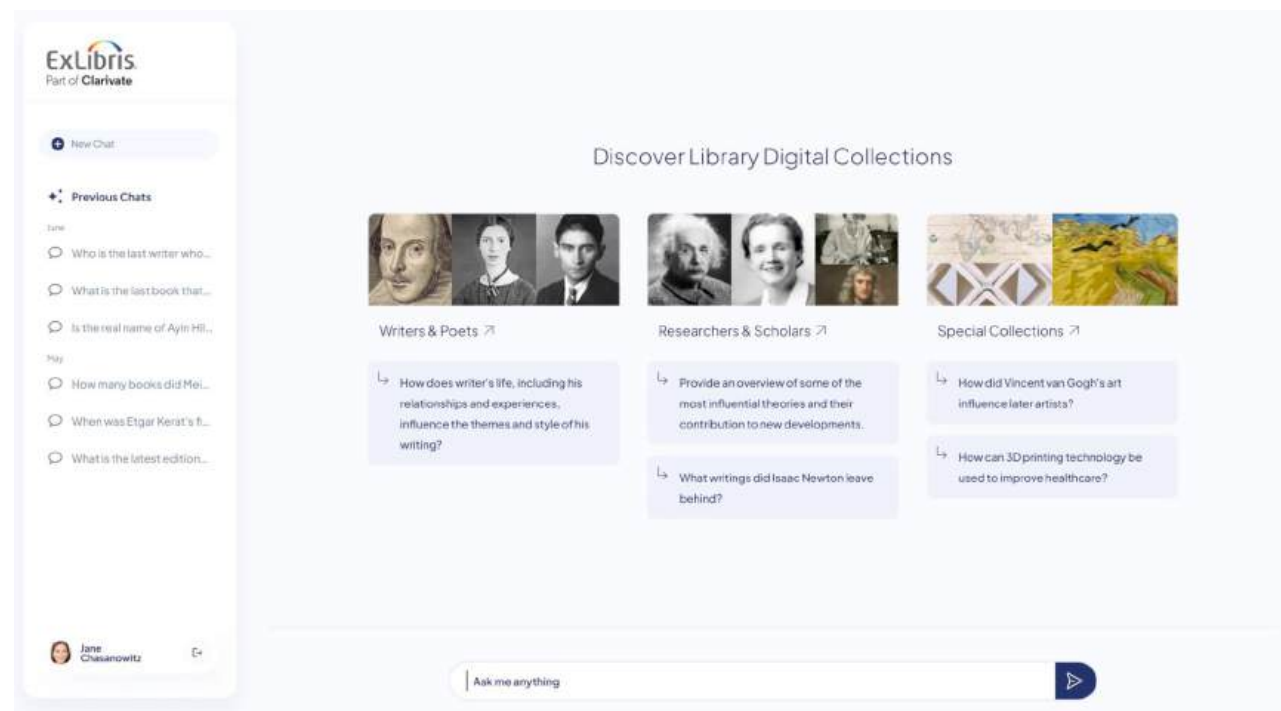 ExLibris
Part of Clarivate
New Chat
Previous Chats
June
Who is the last writer who...
What is the last book that...
Is the real name of Ayin Hil...
May
How many books did Mei...
When was Etgar Kerat's fi...
What is the latest edition...
Jane
Chasanowitz
Discover Library Digital Collections
Writers & Poets
How does writer's life, including his
relationships and experiences,
influence the themes and style of his
writing?
Researchers & Scholars
Provide an overview of some of the
most influential theories and their
contribution to new developments.
What writings did Isaac Newton leave
behind?
Special Collections
How did Vincent van Gogh's art
influence later artists?
How can 3D printing technology be
used to improve healthcare?
Ask me anything